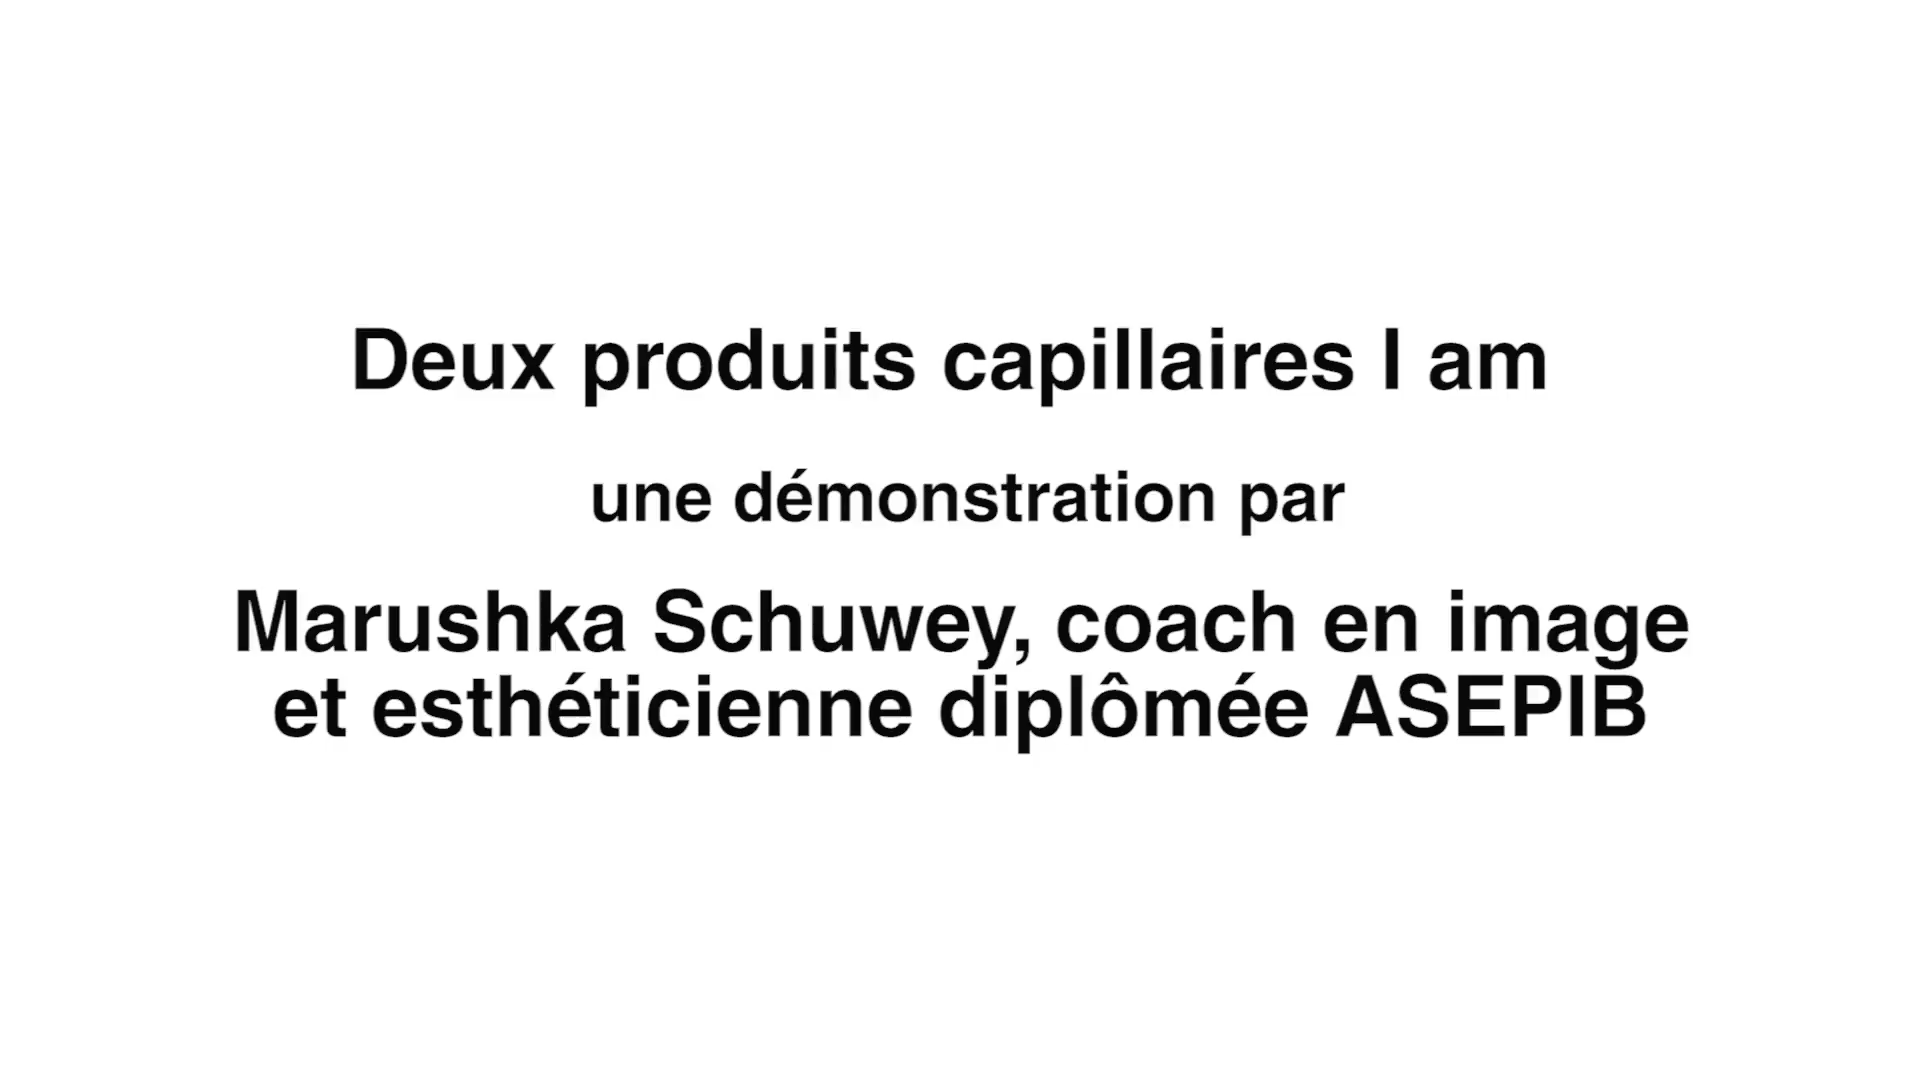 Deux produits capillaires I am
une démonstration par
Marushka Schuwey, coach en image
et esthéticienne diplômée ASEPIB